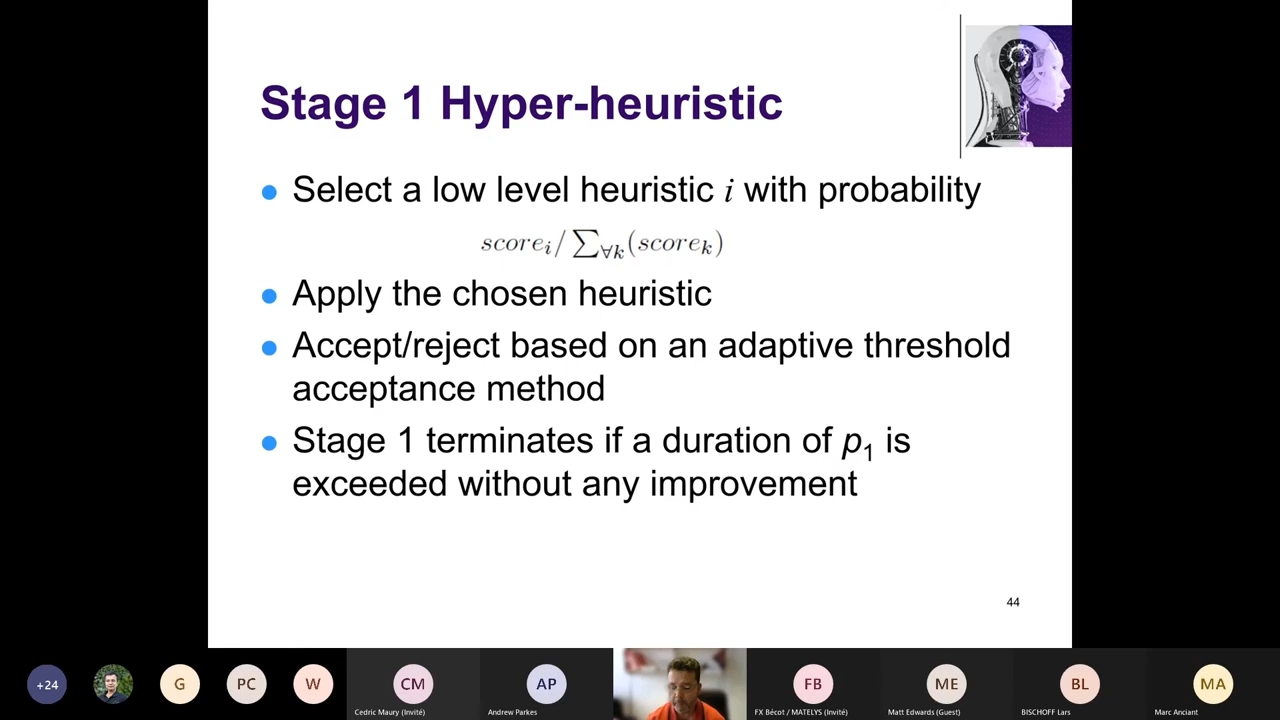 Stage 1 Hyper-heuristic
Select a low level heuristic i with probability
score_i / ∑_∀k (score_k)
Apply the chosen heuristic
Accept/reject based on an adaptive threshold
acceptance method
Stage 1 terminates if a duration of p₁ is
exceeded without any improvement
44
+24
G
PC
W
CM
Cedric Maury (Invité)
AP
Andrew Parkes
FB
FX Bécot / MATELYS (Invité)
ME
Matt Edwards (Guest)
BL
BISCHOFF Lars
MA
Marc Anciant